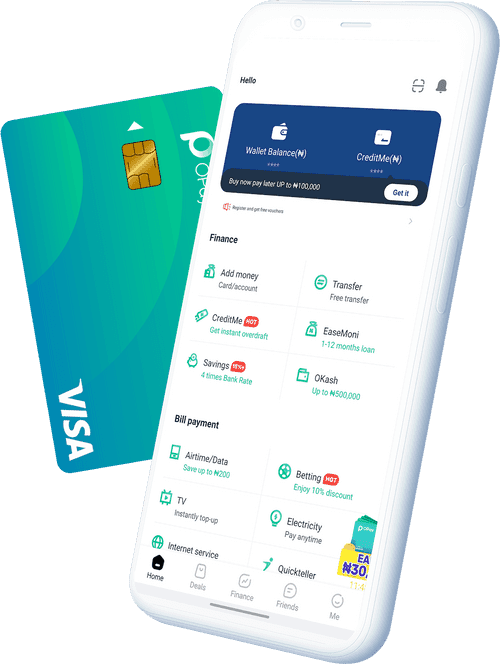 OPay
VISA
Hello
Wallet Balance(₦)
****
CreditMe(₦)
****
Buy now pay later UP to ₦100,000
Get it
Register and get free vouchers
Finance
Add money
Card/account
Transfer
Free transfer
CreditMe HOT
Get instant overdraft
EaseMoni
1-12 months loan
Savings 15%+
4 times Bank Rate
OKash
Up to ₦500,000
Bill payment
Airtime/Data
Save up to ₦200
Betting HOT
Enjoy 10% discount
TV
Instantly top-up
Electricity
Pay anytime
OPay
EA
₦30,
Internet service
Quickteller
Home
Deals
Finance
Friends
Me